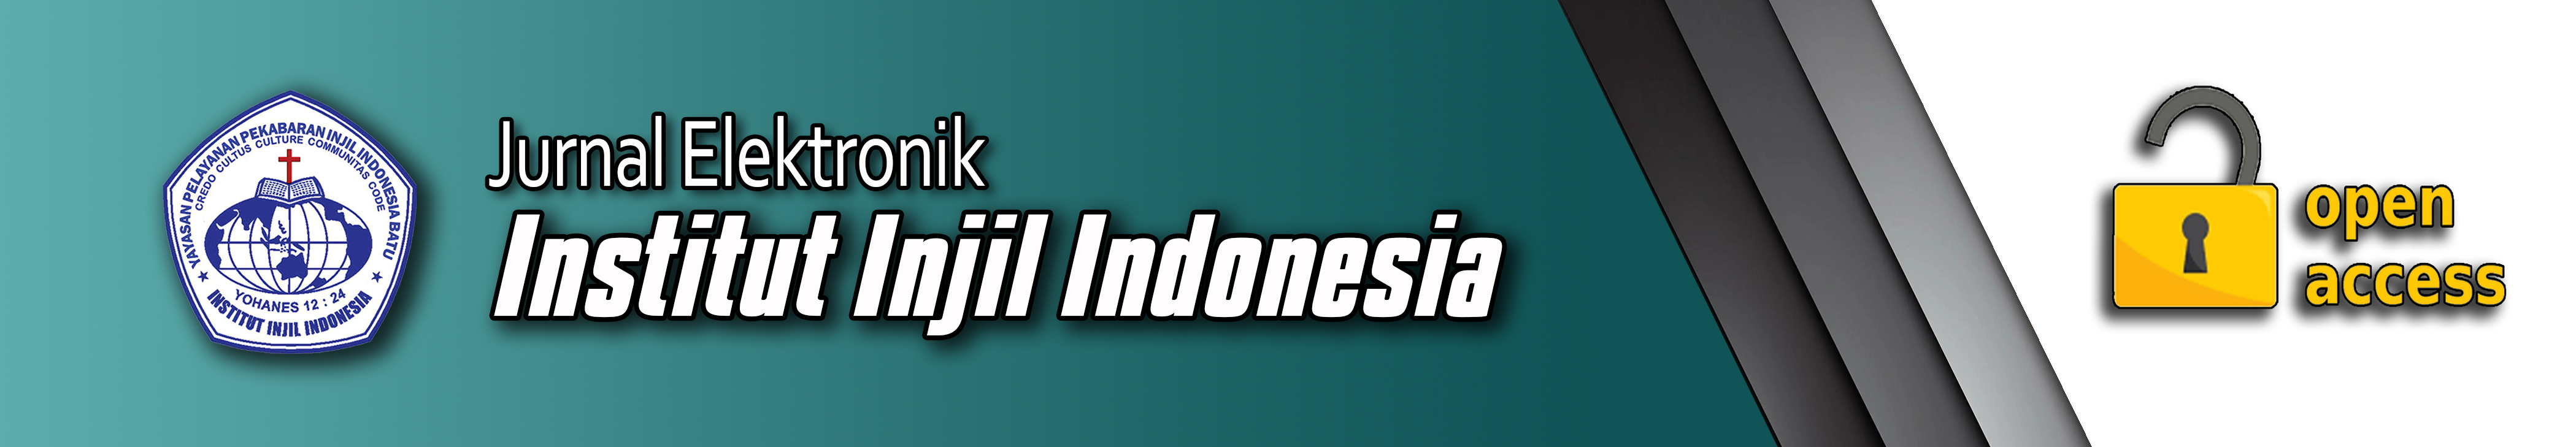 YAYASAN PELAYANAN PEKABARAN INJIL INDONESIA BATU
CREDO CULTUS CULTURE COMMUNITAS CODE
YOHANES 12 : 24
INSTITUT INJIL INDONESIA
Jurnal Elektronik
Institut Injil Indonesia
open
access